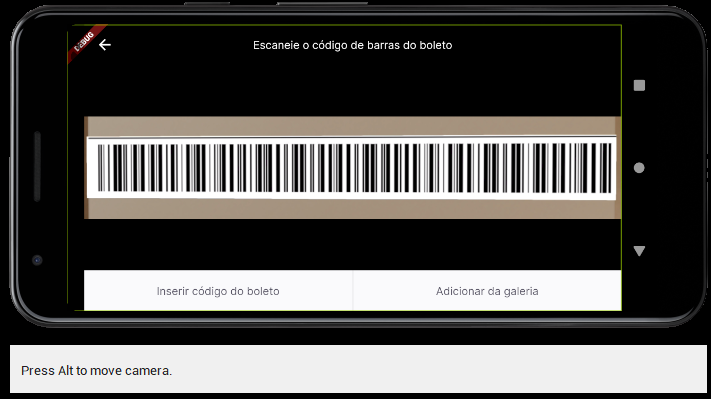 DEBUG
Escaneie o código de barras do boleto
Inserir código do boleto
Adicionar da galeria
Press Alt to move camera.